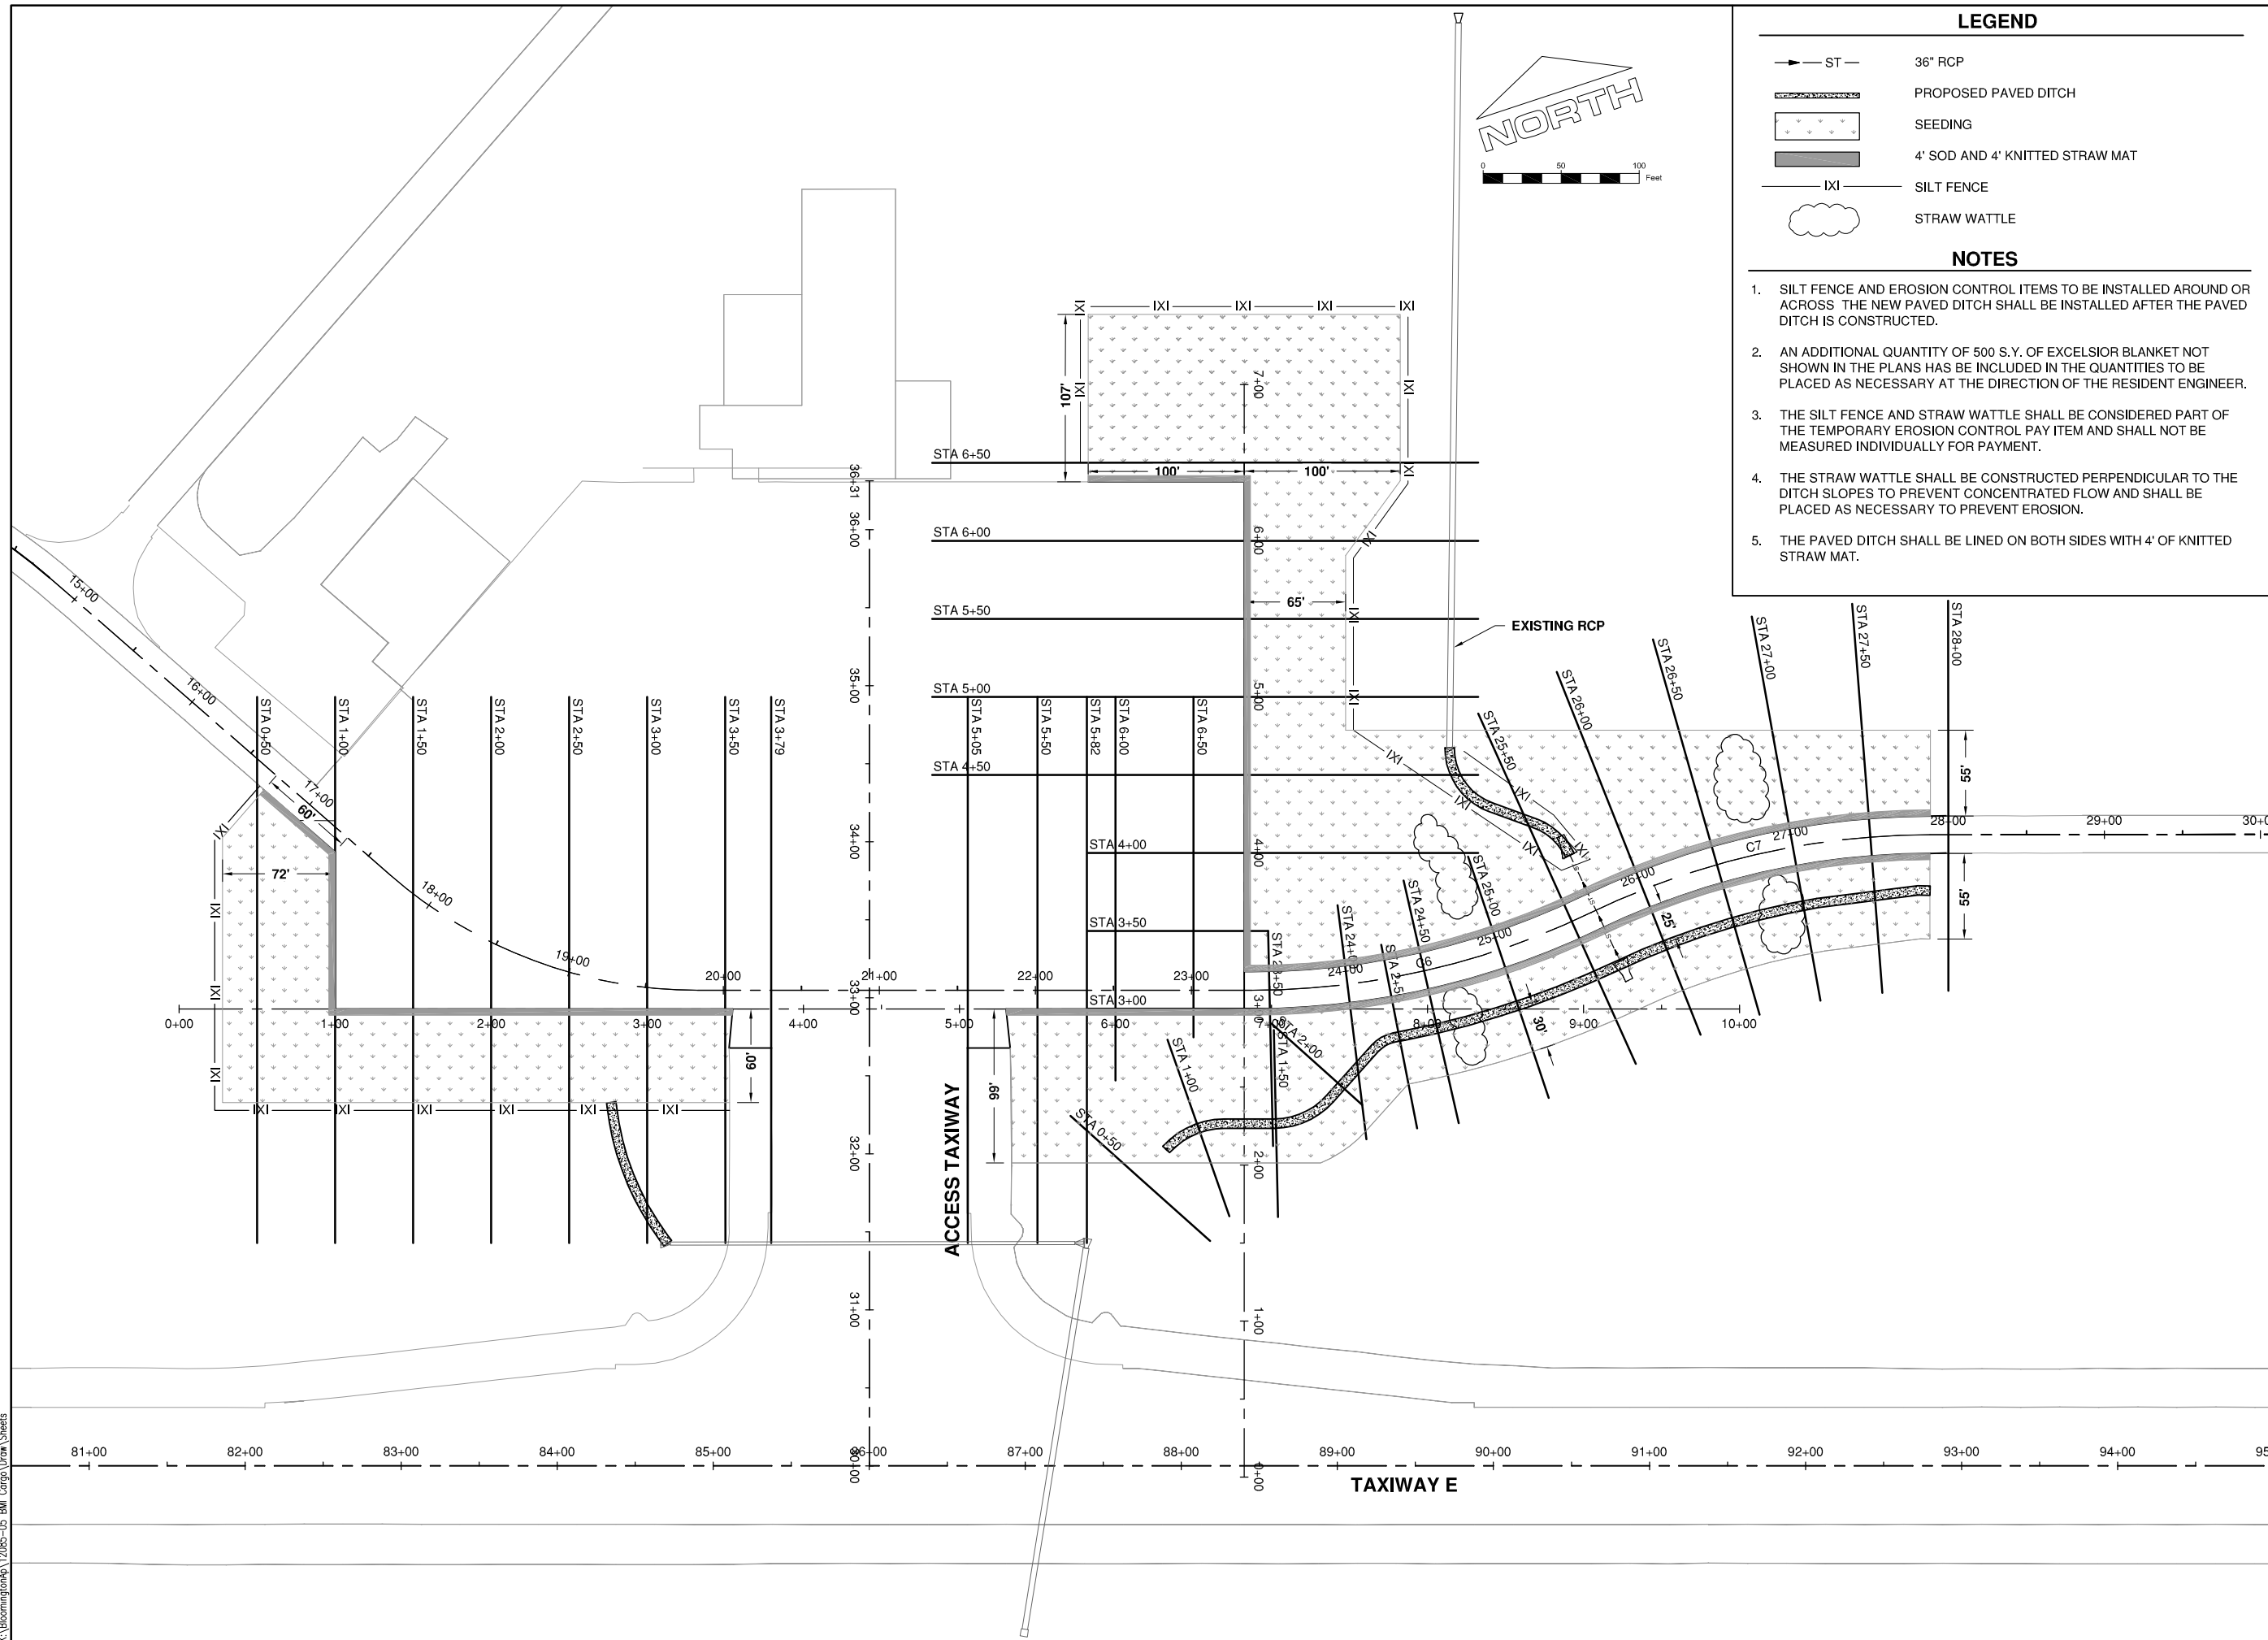 LEGEND
ST
36" RCP
PROPOSED PAVED DITCH
SEEDING
4' SOD AND 4' KNITTED STRAW MAT
IXI
SILT FENCE
STRAW WATTLE
NOTES
1. SILT FENCE AND EROSION CONTROL ITEMS TO BE INSTALLED AROUND OR
ACROSS THE NEW PAVED DITCH SHALL BE INSTALLED AFTER THE PAVED
DITCH IS CONSTRUCTED.
2. AN ADDITIONAL QUANTITY OF 500 S.Y. OF EXCELSIOR BLANKET NOT
SHOWN IN THE PLANS HAS BE INCLUDED IN THE QUANTITIES TO BE
PLACED AS NECESSARY AT THE DIRECTION OF THE RESIDENT ENGINEER.
3. THE SILT FENCE AND STRAW WATTLE SHALL BE CONSIDERED PART OF
THE TEMPORARY EROSION CONTROL PAY ITEM AND SHALL NOT BE
MEASURED INDIVIDUALLY FOR PAYMENT.
4. THE STRAW WATTLE SHALL BE CONSTRUCTED PERPENDICULAR TO THE
DITCH SLOPES TO PREVENT CONCENTRATED FLOW AND SHALL BE
PLACED AS NECESSARY TO PREVENT EROSION.
5. THE PAVED DITCH SHALL BE LINED ON BOTH SIDES WITH 4' OF KNITTED
STRAW MAT.
NORTH
0 50 100
Feet
IXI IXI IXI IXI IXI
107'
7+00
STA 6+50
100' 100'
36+31
36+00
STA 6+00
6+00
STA 5+50
65'
EXISTING RCP
35+00
STA 5+00
5+00
STA 4+50
34+00
STA 4+00
4+00
STA 3+50
33+00
STA 3+00
3+00
15+00
16+00
17+00
18+00
19+00
20+00
21+00
22+00
23+00
24+00
25+00
26+00
27+00
28+00
29+00
C6
C7
STA 0+50
STA 1+00
STA 1+50
STA 2+00
STA 2+50
STA 3+00
STA 3+50
STA 3+79
STA 5+05
STA 5+50
STA 5+82
STA 6+00
STA 6+50
STA 23+50
STA 24+00
STA 24+50
STA 25+00
STA 25+50
STA 26+00
STA 26+50
STA 27+00
STA 27+50
STA 28+00
60'
72'
55'
55'
25'
30'
60'
96'
0+00
1+00
2+00
3+00
4+00
5+00
6+00
7+00
8+00
9+00
10+00
STA 0+50
STA 1+00
STA 1+50
STA 2+00
STA 2+50
32+00
2+00
31+00
1+00
0+00
ACCESS TAXIWAY
81+00
82+00
83+00
84+00
85+00
86+00
87+00
88+00
89+00
90+00
91+00
92+00
93+00
94+00
TAXIWAY E